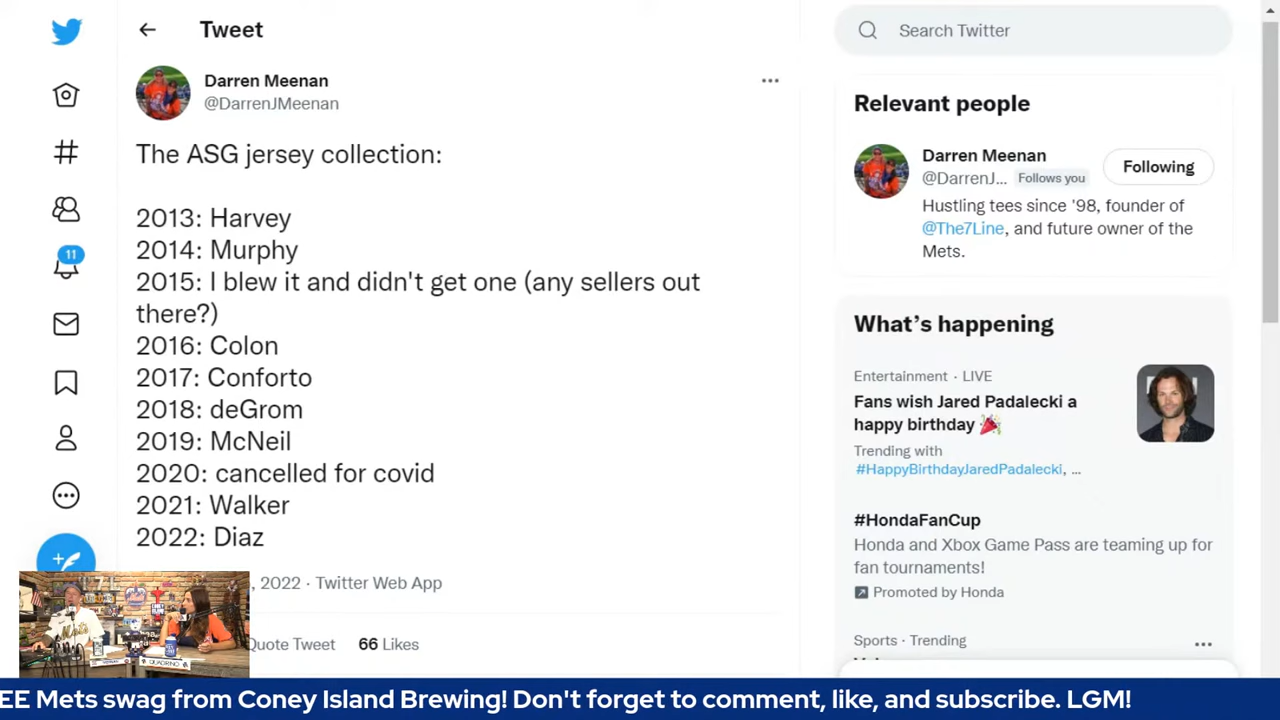 Tweet
Darren Meenan
@DarrenJMeenan
The ASG jersey collection:
2013: Harvey
2014: Murphy
2015: I blew it and didn't get one (any sellers out
there?)
2016: Colon
2017: Conforto
2018: deGrom
2019: McNeil
2020: cancelled for covid
2021: Walker
2022: Diaz
, 2022 · Twitter Web App
Quote Tweet 66 Likes
11
Search Twitter
Relevant people
Darren Meenan
@DarrenJ... Follows you
Following
Hustling tees since '98, founder of
@The7Line, and future owner of the
Mets.
What's happening
Entertainment · LIVE
Fans wish Jared Padalecki a
happy birthday 🎉
Trending with
#HappyBirthdayJaredPadalecki, ...
#HondaFanCup
Honda and Xbox Game Pass are teaming up for
fan tournaments!
Promoted by Honda
Sports · Trending
QUADRINO
EE Mets swag from Coney Island Brewing! Don't forget to comment, like, and subscribe. LGM!